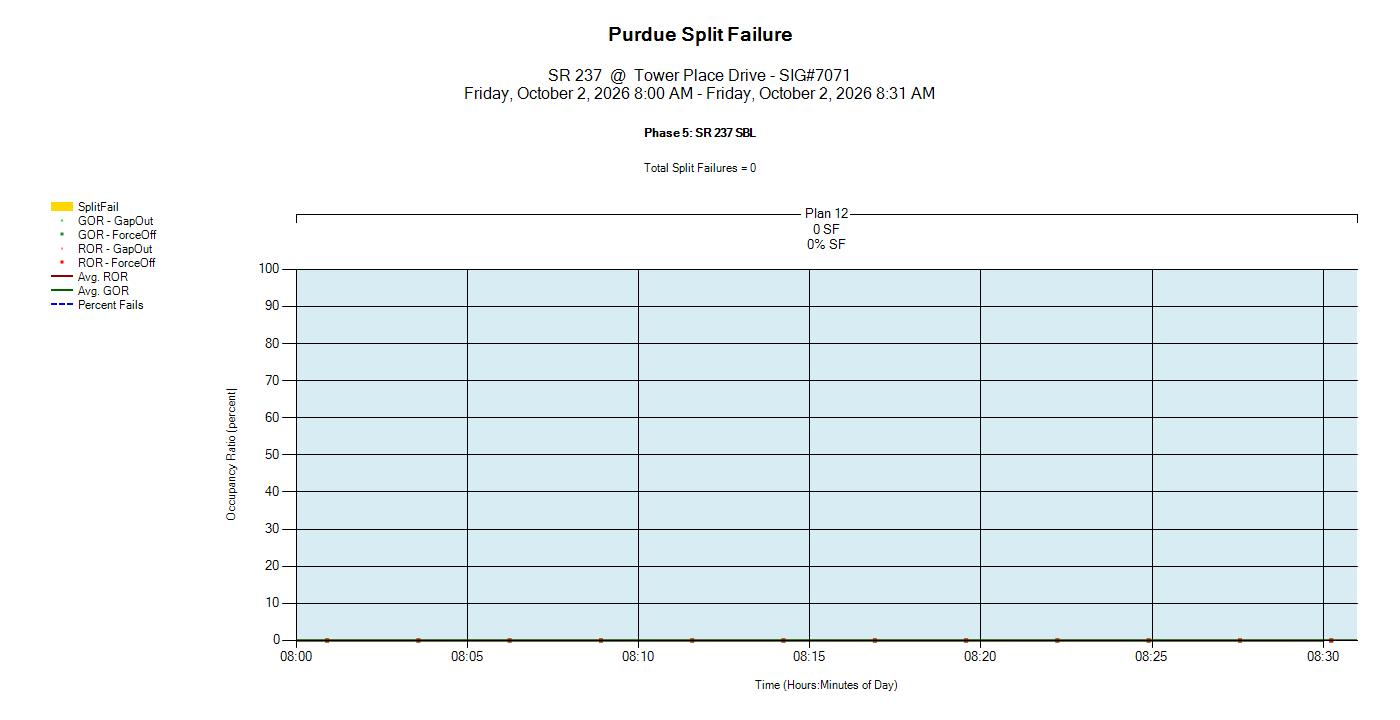 Purdue Split Failure
SR 237 @ Tower Place Drive - SIG#7071
Friday, October 2, 2026 8:00 AM - Friday, October 2, 2026 8:31 AM
Phase 5: SR 237 SBL
Total Split Failures = 0
SplitFail
GOR - GapOut
GOR - ForceOff
ROR - GapOut
ROR - ForceOff
Avg. ROR
Avg. GOR
Percent Fails
Plan 12
0 SF
0% SF
100
90
80
70
60
50
40
30
20
10
0
Occupancy Ratio (percent)
08:00 08:05 08:10 08:15 08:20 08:25 08:30
Time (Hours:Minutes of Day)